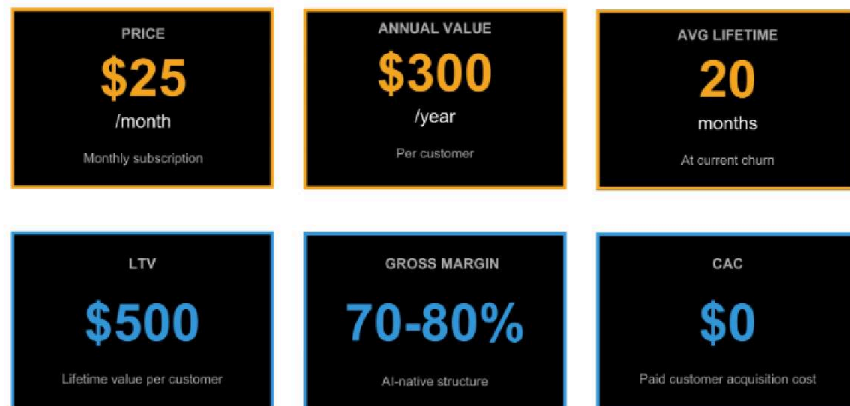 PRICE
$25
/month
Monthly subscription
ANNUAL VALUE
$300
/year
Per customer
AVG LIFETIME
20
months
At current churn
LTV
$500
Lifetime value per customer
GROSS MARGIN
70-80%
AI-native structure
CAC
$0
Paid customer acquisition cost